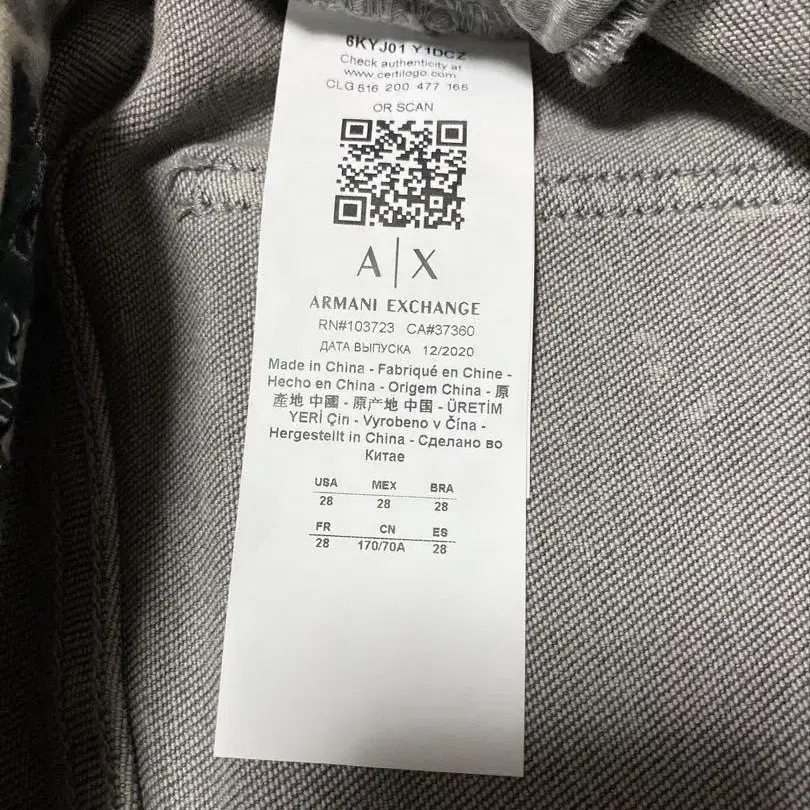 6KYJ01 Y1DCZ
Check authenticity at
www.certilogo.com
CLG 516 200 477 165
OR SCAN
A|X
ARMANI EXCHANGE
RN#103723 CA#37360
ДАТА ВЫПУСКА 12/2020
Made in China - Fabriqué en Chine -
Hecho en China - Origem China - 原
產地 中國 - 原产地 中国 - ÜRETİM
YERİ Çin - Vyrobeno v Čína -
Hergestellt in China - Сделано во
Китае
USA MEX BRA
28 28 28
FR CN ES
28 170/70A 28